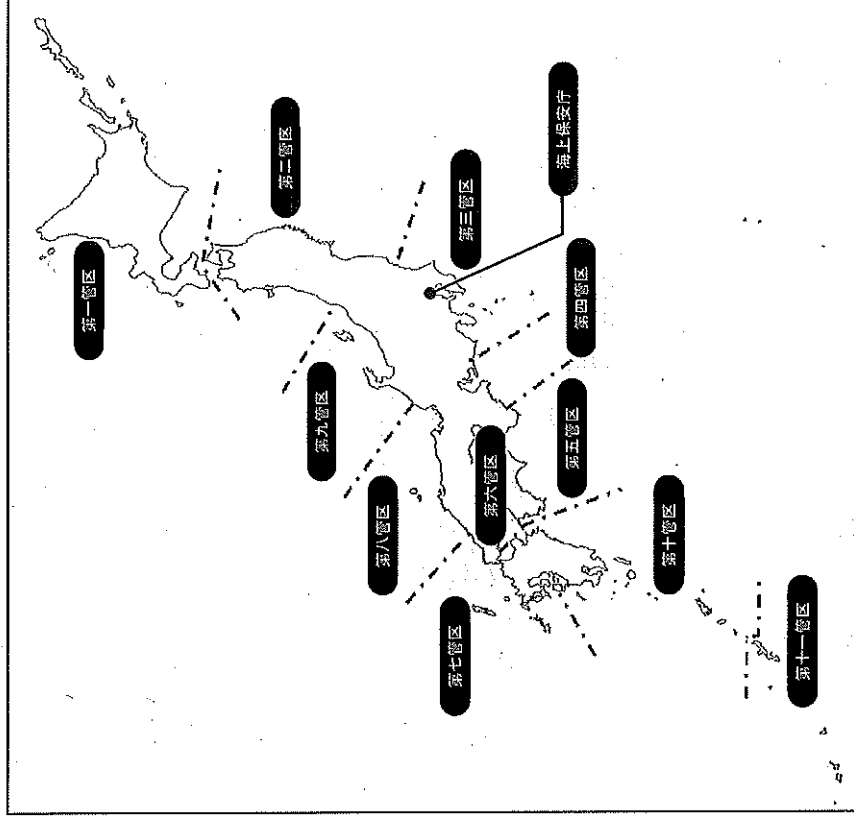 第一管区
第二管区
第三管区
海上保安庁
第四管区
第五管区
第六管区
第七管区
第八管区
第九管区
第十管区
第十一管区